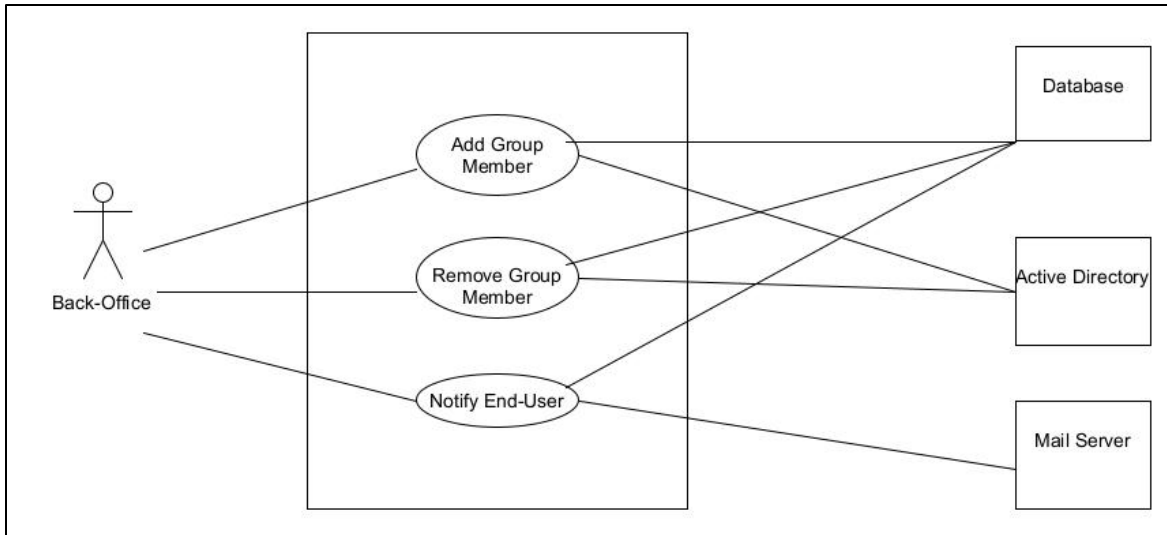 Database
Add Group
Member
Active Directory
Remove Group
Member
Back-Office
Notify End-User
Mail Server